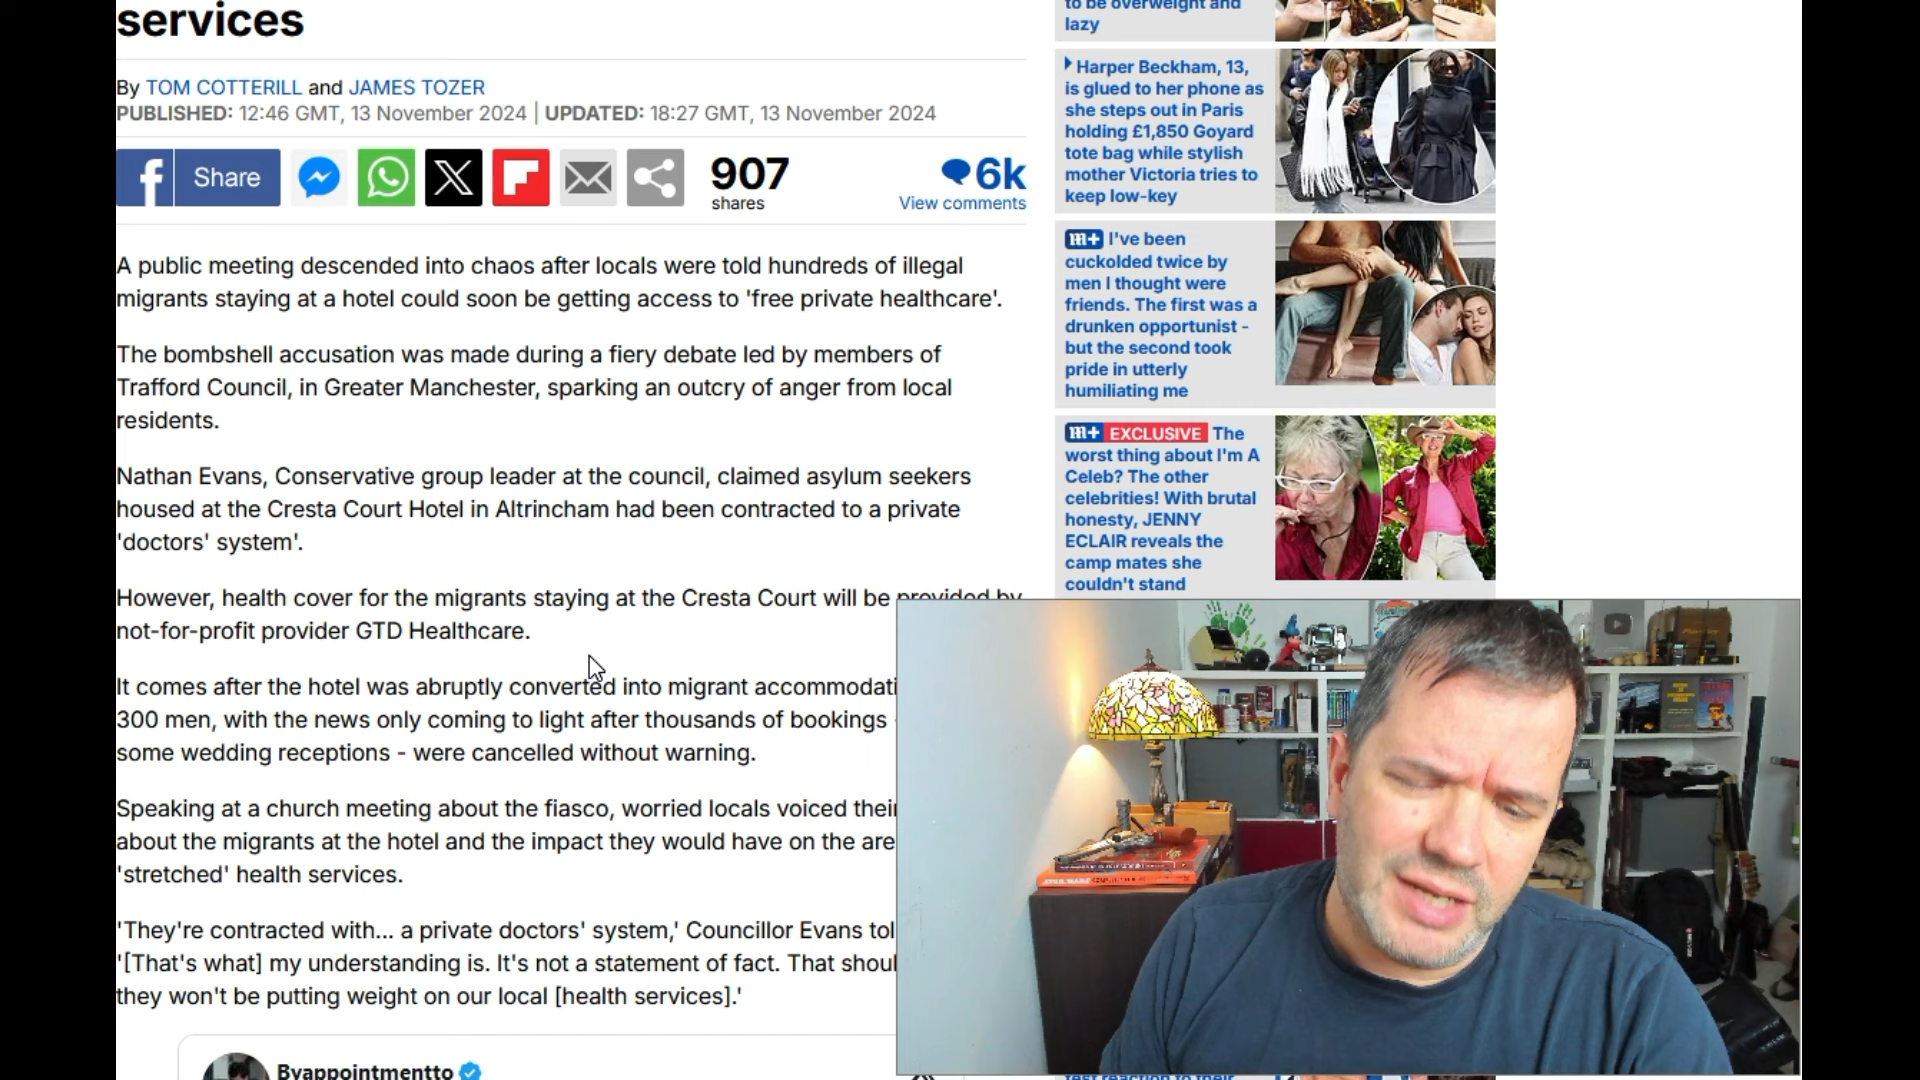 services
By TOM COTTERILL and JAMES TOZER
PUBLISHED: 12:46 GMT, 13 November 2024 | UPDATED: 18:27 GMT, 13 November 2024
Share
907
shares
6k
View comments
A public meeting descended into chaos after locals were told hundreds of illegal
migrants staying at a hotel could soon be getting access to 'free private healthcare'.
The bombshell accusation was made during a fiery debate led by members of
Trafford Council, in Greater Manchester, sparking an outcry of anger from local
residents.
Nathan Evans, Conservative group leader at the council, claimed asylum seekers
housed at the Cresta Court Hotel in Altrincham had been contracted to a private
'doctors' system'.
However, health cover for the migrants staying at the Cresta Court will be provided by
not-for-profit provider GTD Healthcare.
It comes after the hotel was abruptly converted into migrant
300 men, with the news only coming to light after thousands of bookings
some wedding receptions - were cancelled without warning.
Speaking at a church meeting about the fiasco, worried locals voiced
about the migrants at the hotel and the impact they would have on the
'stretched' health services.
'They're contracted with... a private doctors' system,' Councillor Evans
'[That's what] my understanding is. It's not a statement of fact. That
they won't be putting weight on our local [health services].'
Byappointmentto
to be overweight and
lazy
Harper Beckham, 13,
is glued to her phone as
she steps out in Paris
holding £1,850 Goyard
tote bag while stylish
mother Victoria tries to
keep low-key
m+ I've been
cuckolded twice by
men I thought were
friends. The first was a
drunken opportunist -
but the second took
pride in utterly
humiliating me
m+ EXCLUSIVE The
worst thing about I'm A
Celeb? The other
celebrities! With brutal
honesty, JENNY
ECLAIR reveals the
camp mates she
couldn't stand
STAR WARS